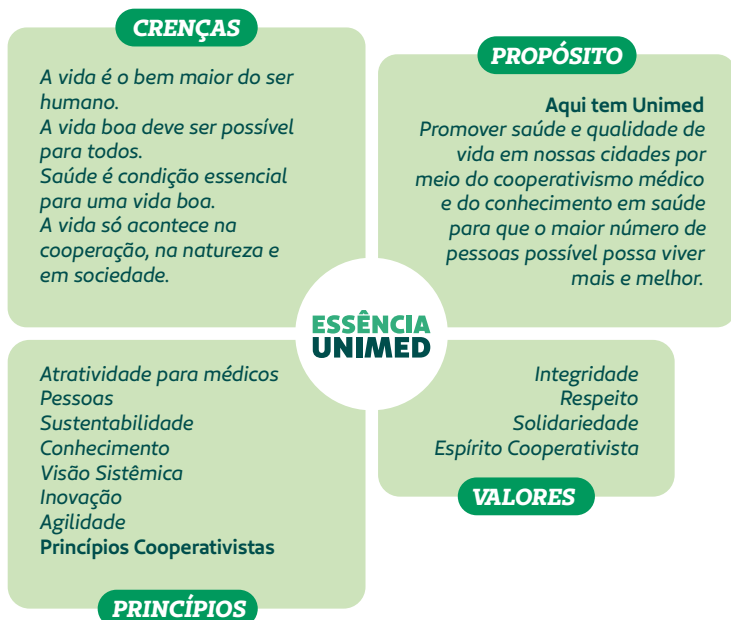 CRENÇAS
A vida é o bem maior do ser
humano.
A vida boa deve ser possível
para todos.
Saúde é condição essencial
para uma vida boa.
A vida só acontece na
cooperação, na natureza e
em sociedade.
PROPÓSITO
Aqui tem Unimed
Promover saúde e qualidade de
vida em nossas cidades por
meio do cooperativismo médico
e do conhecimento em saúde
para que o maior número de
pessoas possível possa viver
mais e melhor.
ESSÊNCIA
UNIMED
Atratividade para médicos
Pessoas
Sustentabilidade
Conhecimento
Visão Sistêmica
Inovação
Agilidade
Princípios Cooperativistas
PRINCÍPIOS
Integridade
Respeito
Solidariedade
Espírito Cooperativista
VALORES